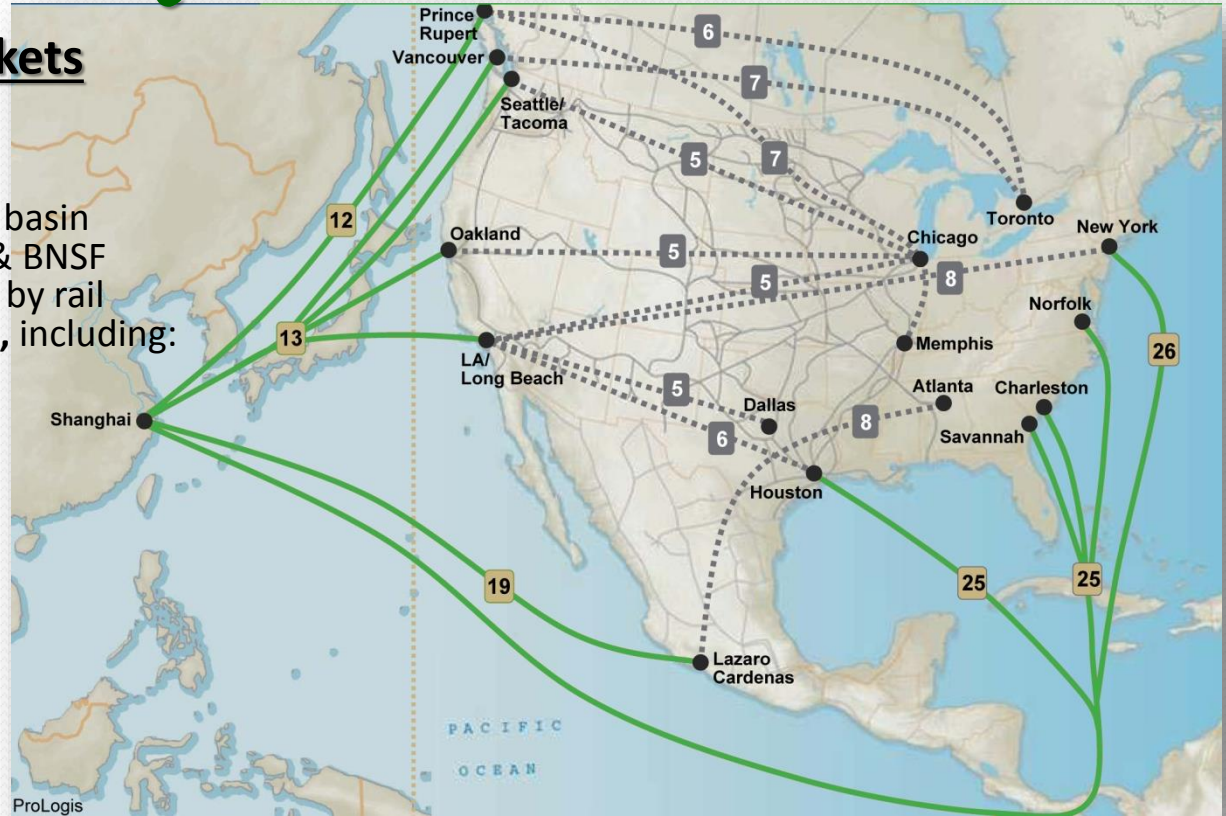 kets
basin
& BNSF
by rail
, including:
Prince
Rupert
6
Vancouver
7
Seattle/
Tacoma
5
7
Toronto
12
Oakland
Chicago
New York
5
5
8
Norfolk
13
LA/
Long Beach
Memphis
26
5
Atlanta
Charleston
Shanghai
Dallas
8
Savannah
6
Houston
19
25
25
Lazaro
Cardenas
PACIFIC
OCEAN
ProLogis